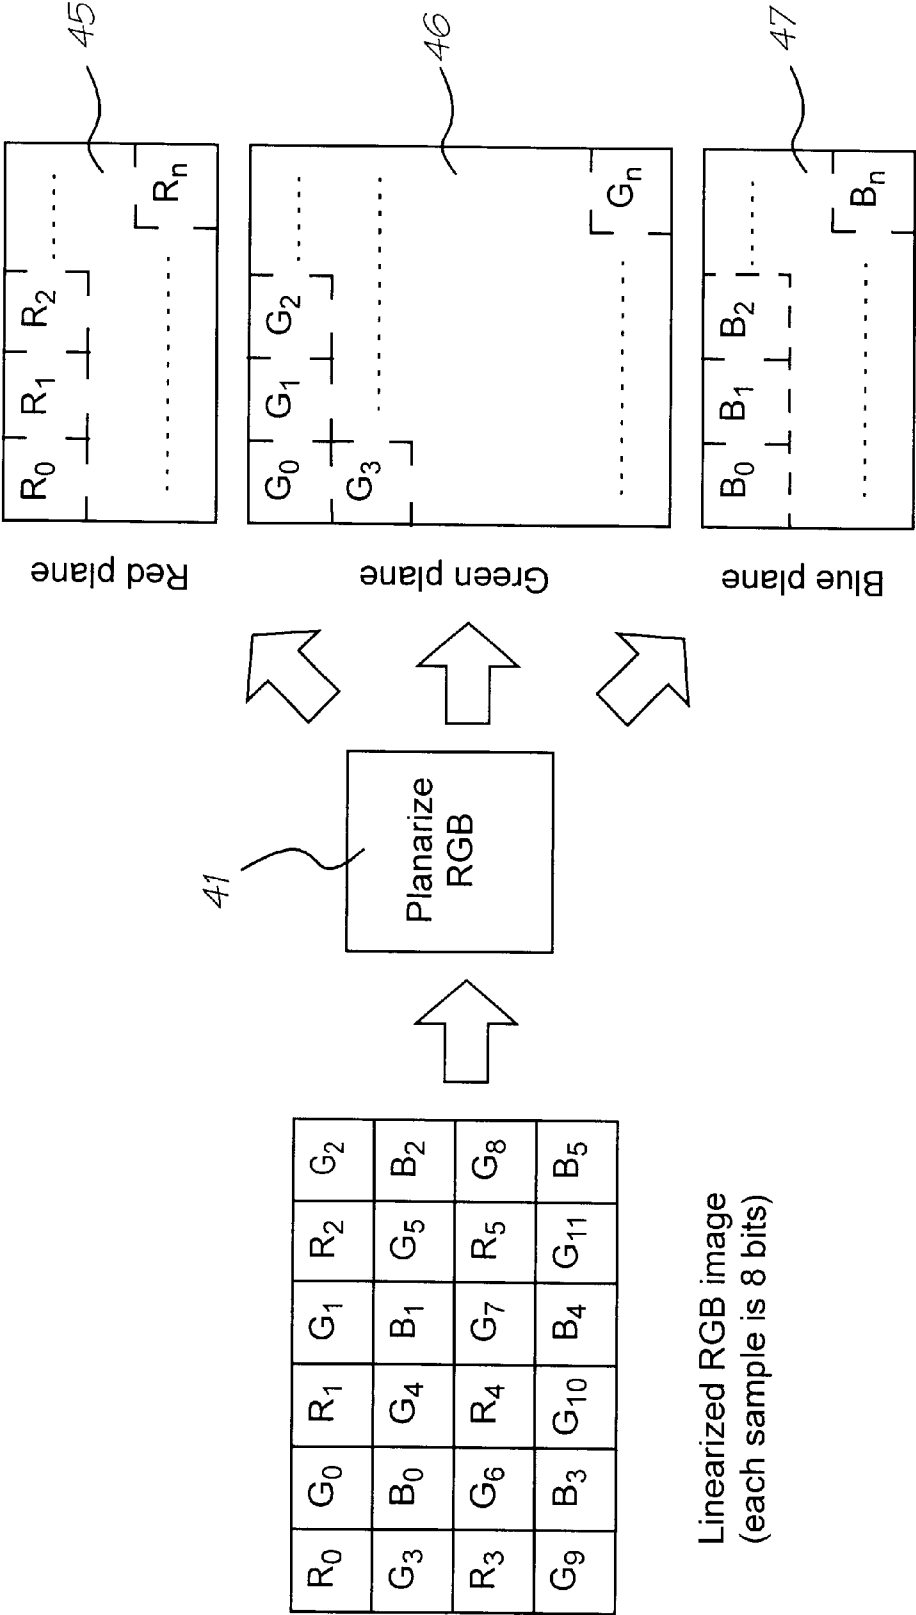 R0 G0 R1 G1 R2 G2
G3 B0 G4 B1 G5 B2
R3 G6 R4 G7 R5 G8
G9 B3 G10 B4 G11 B5
Linearized RGB image
(each sample is 8 bits)
41
Planarize
RGB
Red plane
R0 R1 R2
Rn
45
Green plane
G0 G1 G2
G3
Gn
46
Blue plane
B0 B1 B2
Bn
47